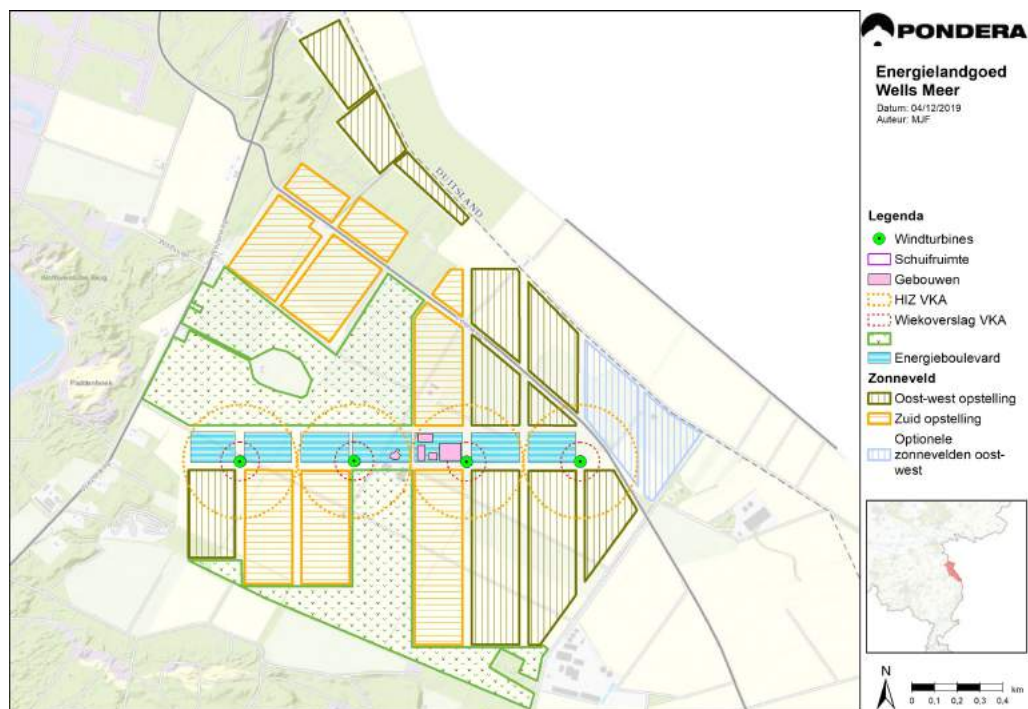 PONDERA
Energielandgoed
Wells Meer
Datum: 04/12/2019
Auteur: MJF
Legenda
Windturbines
Schuifruimte
Gebouwen
HIZ VKA
Wiekoverslag VKA
Energieboulevard
Zonneveld
Oost-west opstelling
Zuid opstelling
Optionele
zonnevelden oost-
west
DUITSLAND
Paddenhoek
N
km
0 0,1 0,2 0,3 0,4